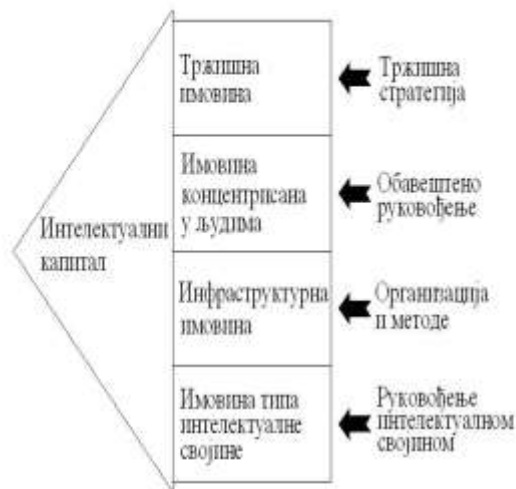 Интелектуални
капитал
Тржишна
имовина
Тржишна
стратегија
Имовина
концентрисана
у људима
Обавештено
руковођење
Инфраструктурна
имовина
Организација
и методе
Имовина типа
интелектуалне
својине
Руковођење
интелектуалном
својином